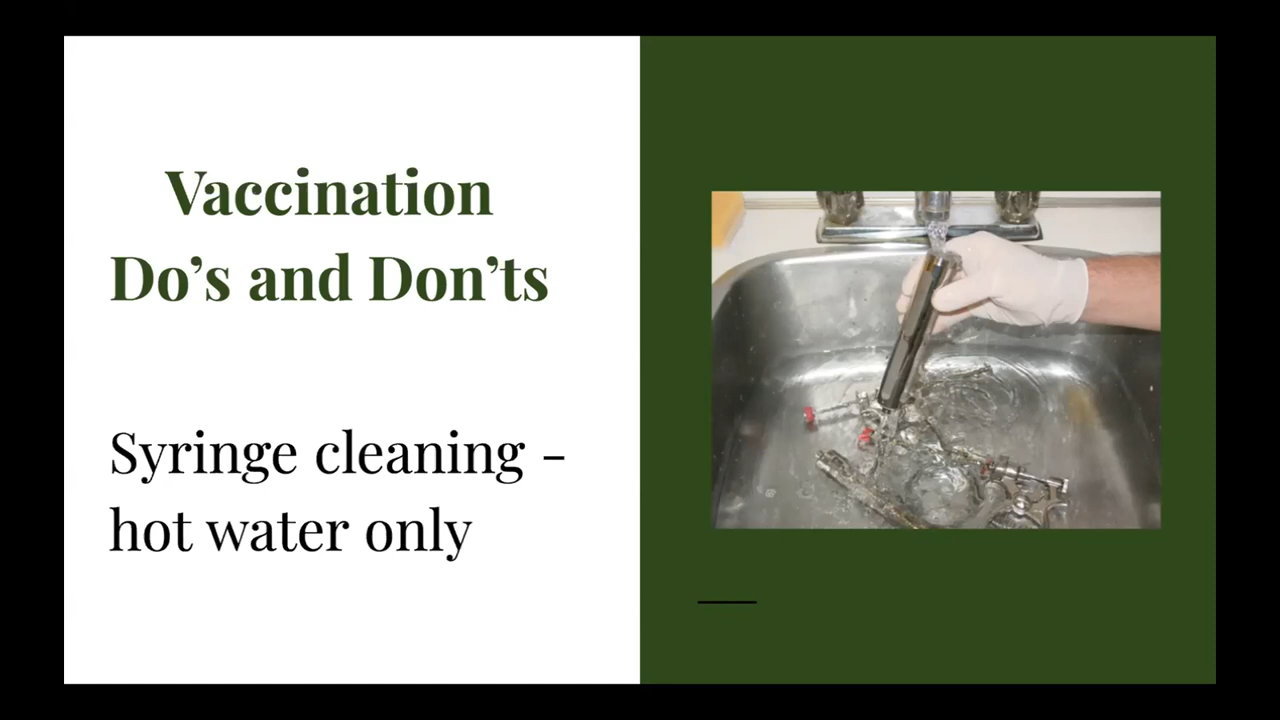 Vaccination
Do’s and Don’ts
Syringe cleaning -
hot water only